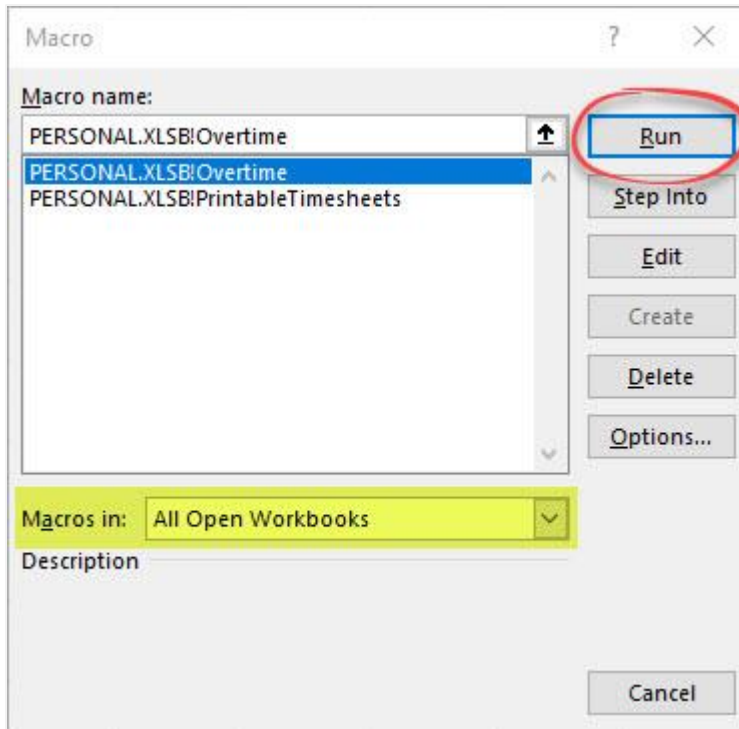 Macro
?
Macro name:
PERSONAL.XLSB!Overtime
Run
PERSONAL.XLSB!Overtime
PERSONAL.XLSB!PrintableTimesheets
Step Into
Edit
Create
Delete
Options...
Macros in: All Open Workbooks
Description
Cancel